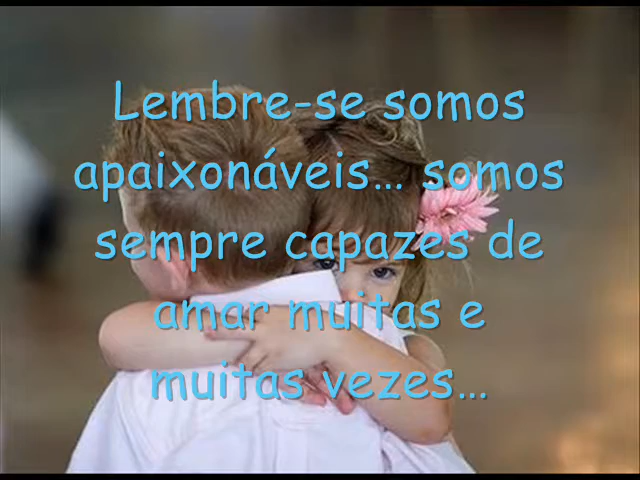 Lembre-se somos
apaixonáveis... somos
sempre capazes de
amar muitas e
muitas vezes...